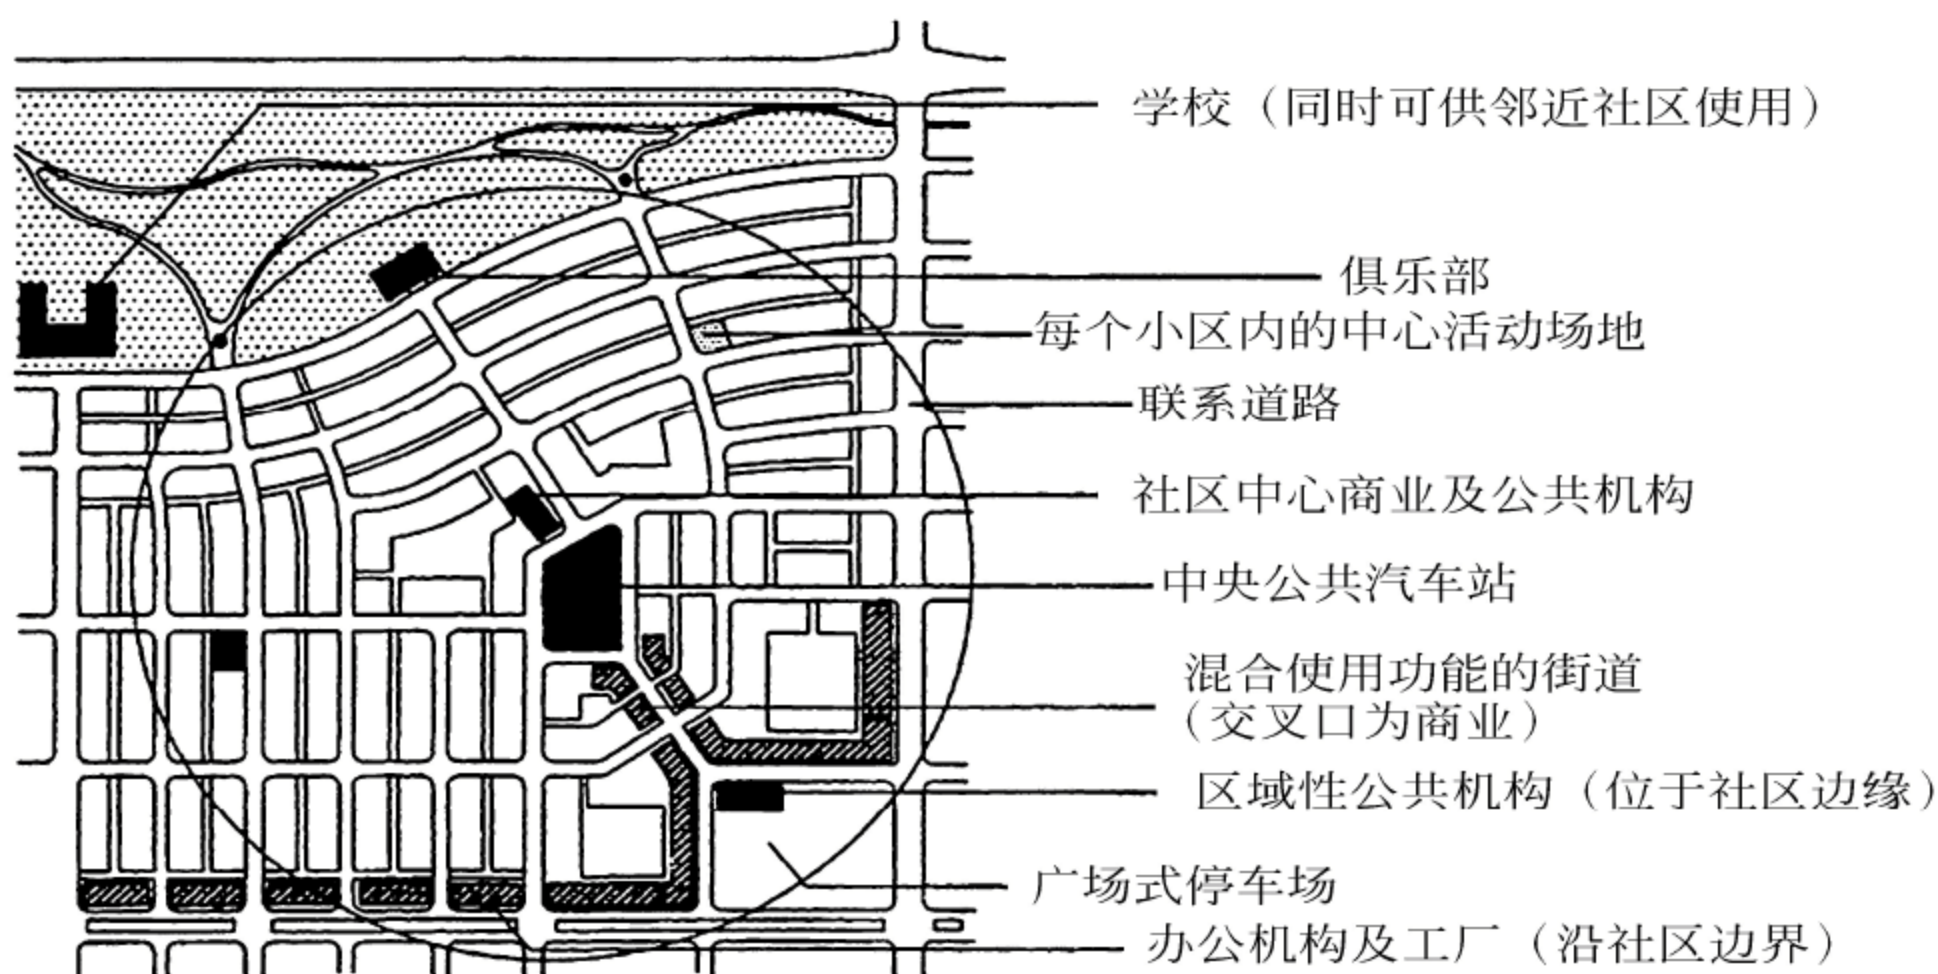 学校（同时可供邻近社区使用）
俱乐部
每个小区内的中心活动场地
联系道路
社区中心商业及公共机构
中央公共汽车站
混合使用功能的街道
（交叉口为商业）
区域性公共机构（位于社区边缘）
广场式停车场
办公机构及工厂（沿社区边界）